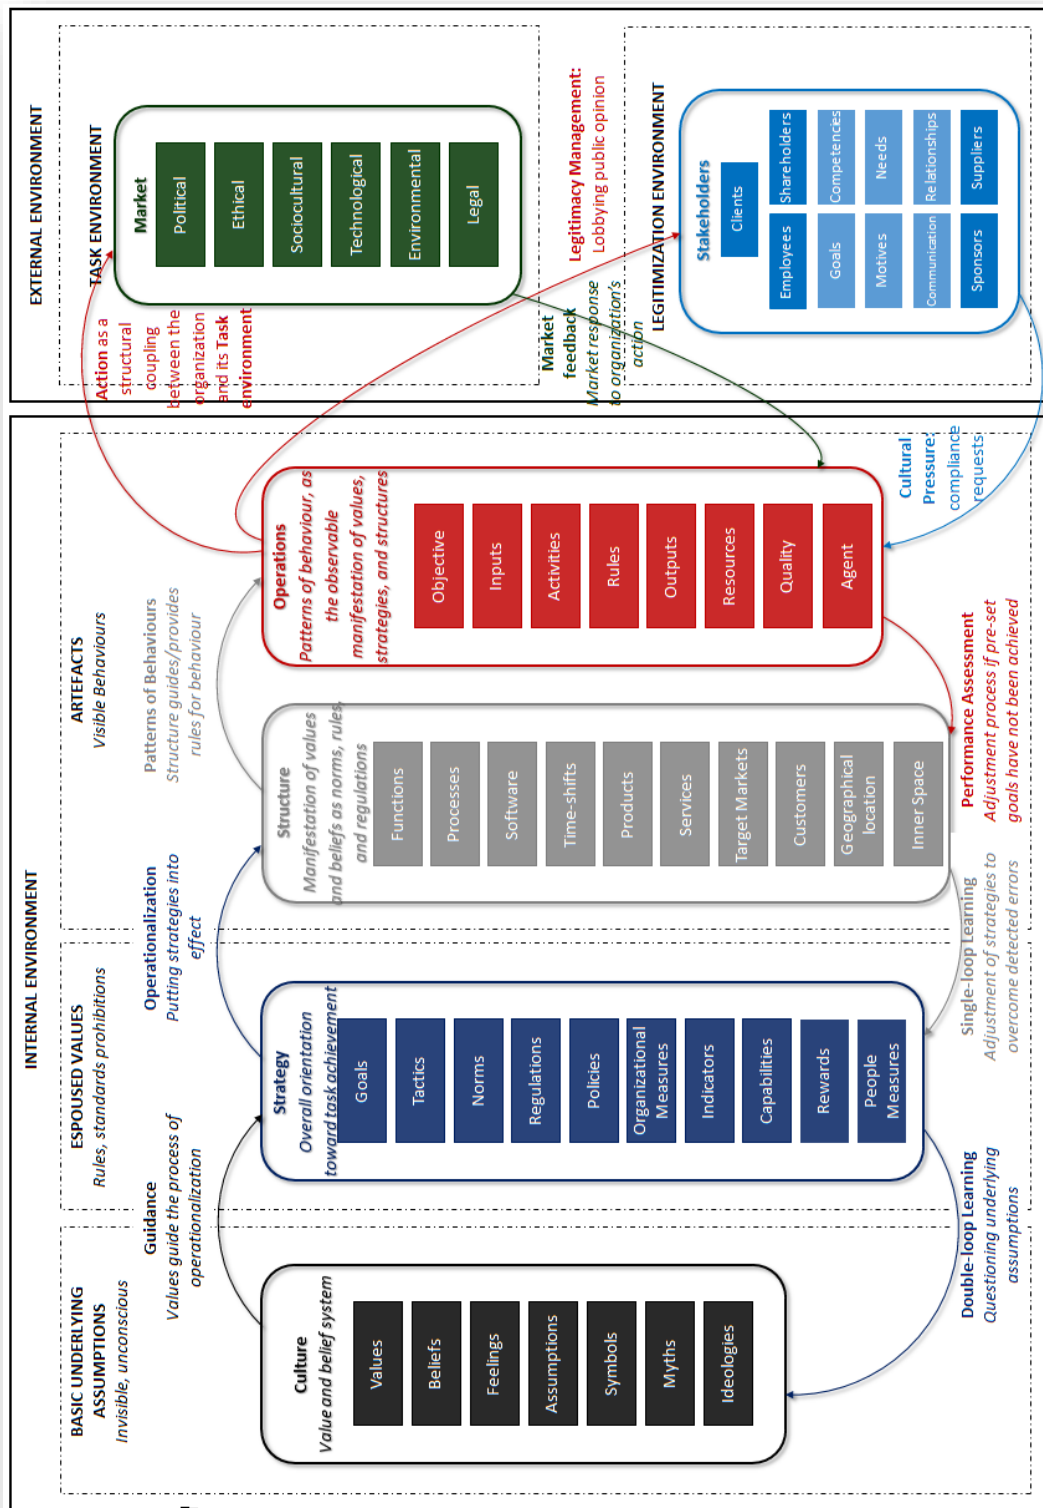 INTERNAL ENVIRONMENT
BASIC UNDERLYING
ASSUMPTIONS
Invisible, unconscious
Guidance
Values guide the process of
operationalization
Culture
Value and belief system
Values
Beliefs
Feelings
Assumptions
Symbols
Myths
Ideologies
Double-loop Learning
Questioning underlying
assumptions
ESPOUSED VALUES
Rules, standards prohibitions
Operationalization
Putting strategies into
effect
Strategy
Overall orientation
toward task achievement
Goals
Tactics
Norms
Regulations
Policies
Organizational
Measures
Indicators
Capabilities
Rewards
People
Measures
Single-loop Learning
Adjustment of strategies to
overcome detected errors
ARTEFACTS
Visible Behaviours
Patterns of Behaviours
Structure guides/provides
rules for behaviour
Structure
Manifestation of values
and beliefs as norms, rules,
and regulations
Functions
Processes
Software
Time-shifts
Products
Services
Target Markets
Customers
Geographical
location
Inner Space
Performance Assessment
Adjustment process if pre-set
goals have not been achieved
Operations
Patterns of behaviour, as
the observable
manifestation of values,
strategies, and structures
Objective
Inputs
Activities
Rules
Outputs
Resources
Quality
Agent
Cultural
Pressure:
compliance
requests
EXTERNAL ENVIRONMENT
TASK ENVIRONMENT
Action as a
structural
coupling
between the
organization
and its Task
environment
Market
Political
Ethical
Sociocultural
Technological
Environmental
Legal
Market
feedback
Market response
to organization's
action
Legitimacy Management:
Lobbying public opinion
LEGITIMIZATION ENVIRONMENT
Stakeholders
Clients
Employees
Shareholders
Goals
Competencies
Motives
Needs
Communication
Relationships
Sponsors
Suppliers